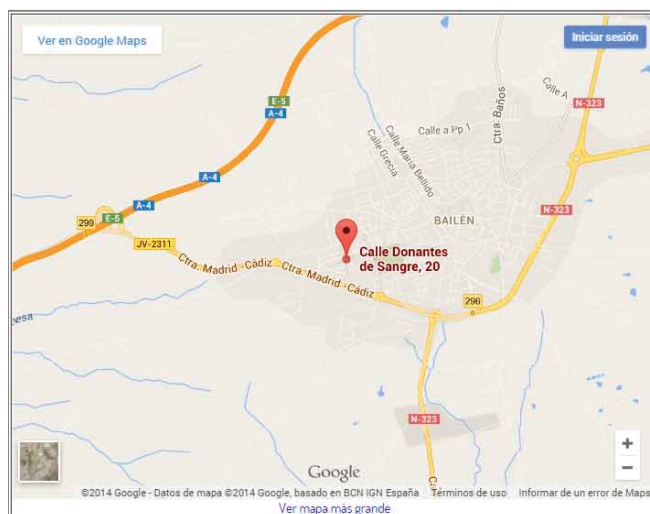 Ver en Google Maps
Iniciar sesión
Calle A
N-323
E-5
A-4
Ctra. Baños
Calle a Pp 1
Calle María Bellido
Calle Grecia
A-4
A-4
N-323
299
E-5
BAILÉN
JV-2311
Calle Donantes
de Sangre, 20
Ctra. Madrid-Cádiz
Ctra. Madrid-Cádiz
296
N-323
Google
©2014 Google - Datos de mapa ©2014 Google, basado en BCN IGN España
Términos de uso
Informar de un error de Maps
Ver mapa más grande